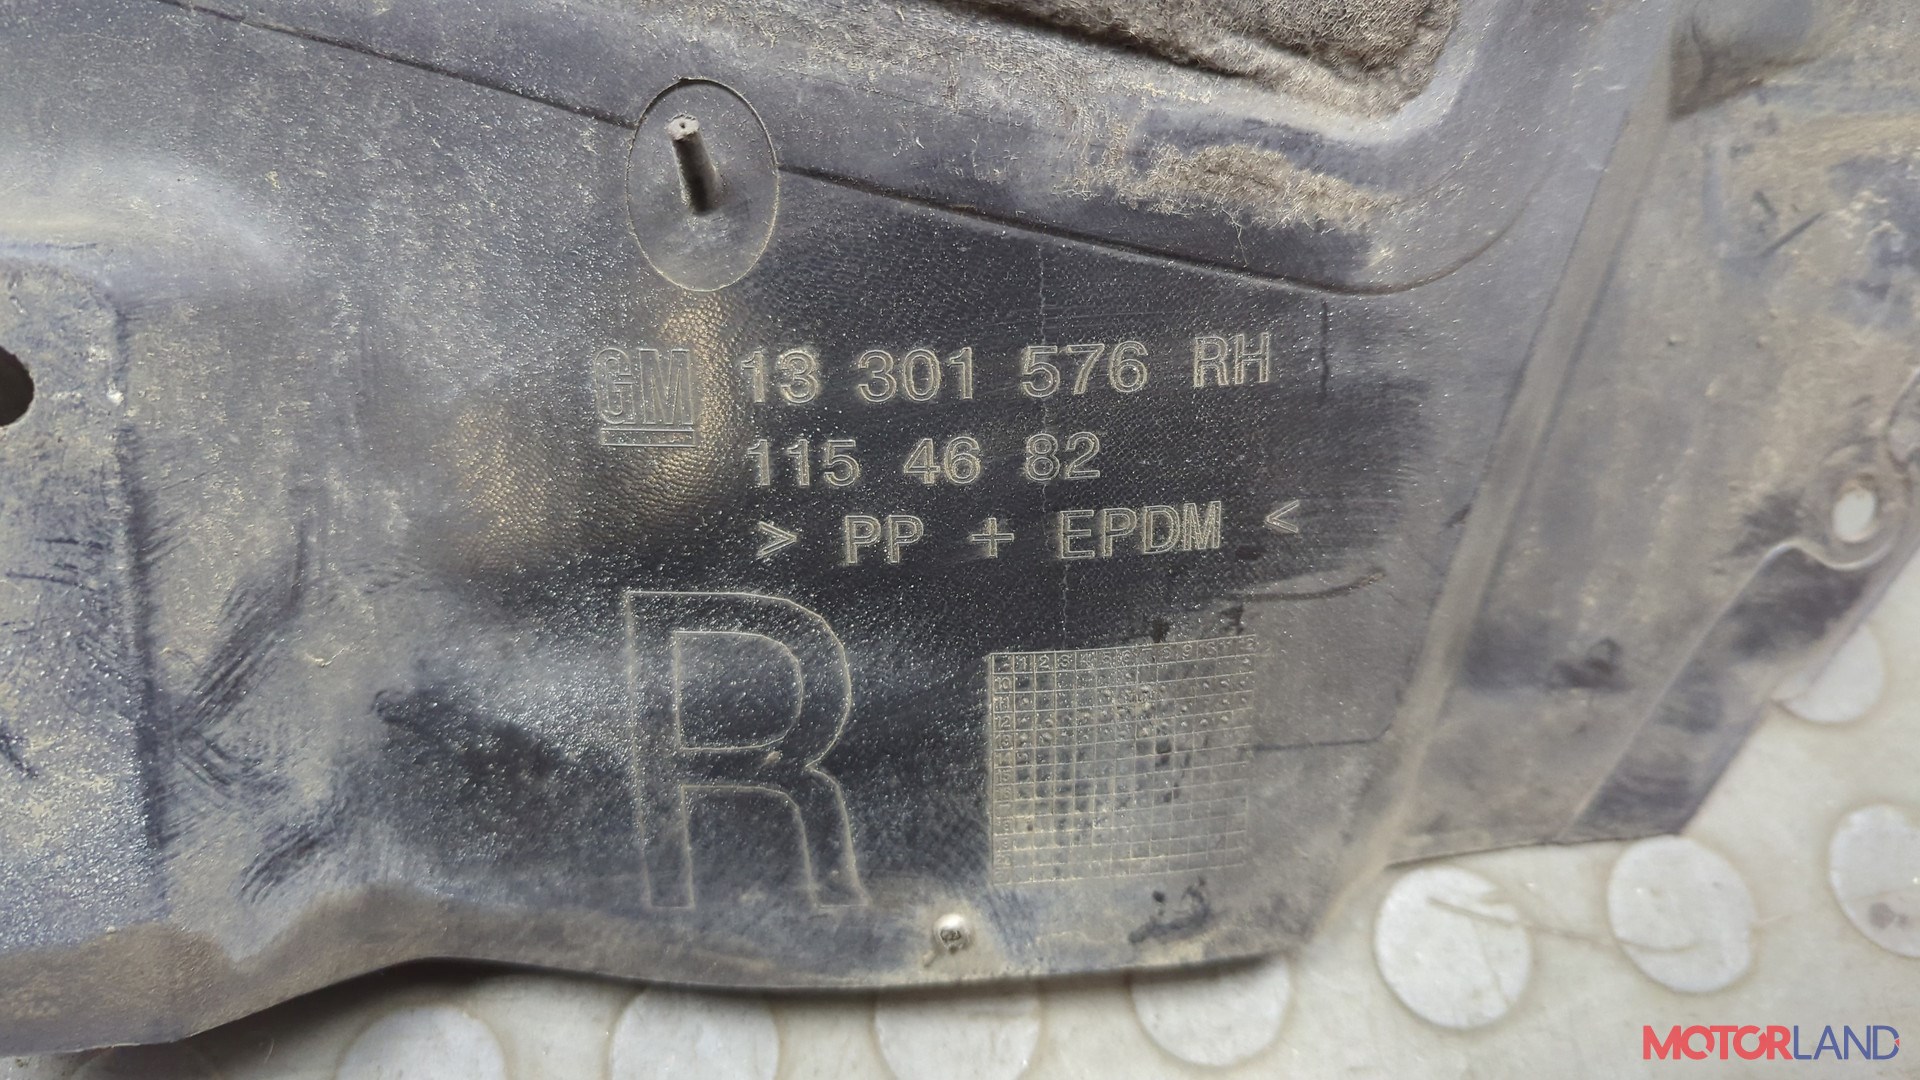 GM 13 301 576 RH
115 46 82
> PP + EPDM <
R
MOTORLAND